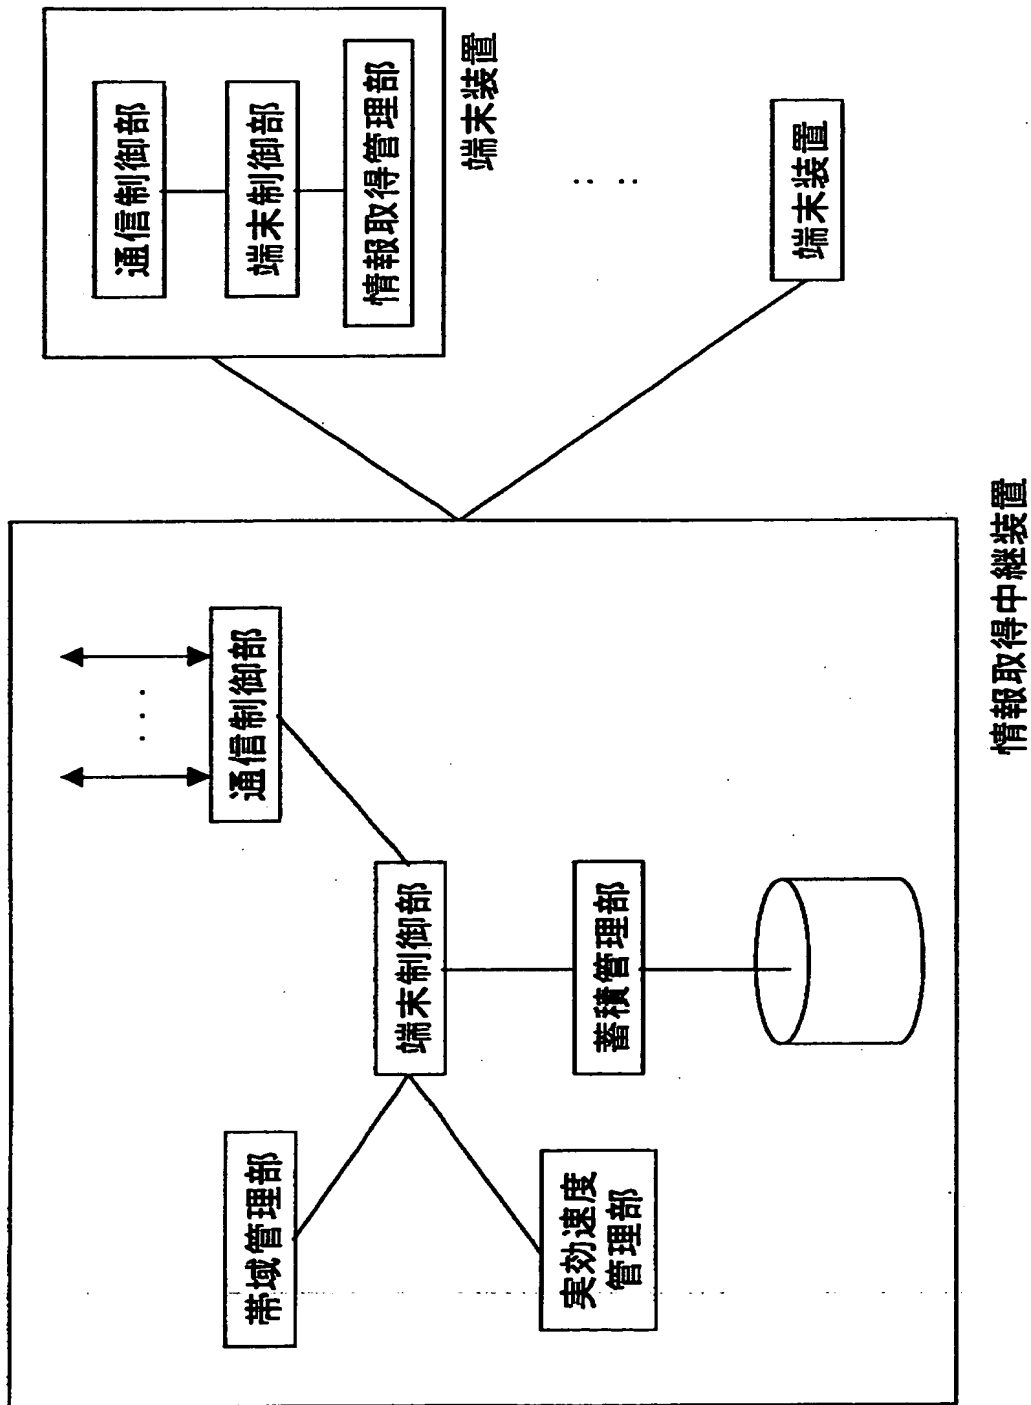 帯域管理部
実効速度
管理部
端末制御部
蓄積管理部
通信制御部
情報取得中継装置
通信制御部
端末制御部
情報取得管理部
端末装置
端末装置